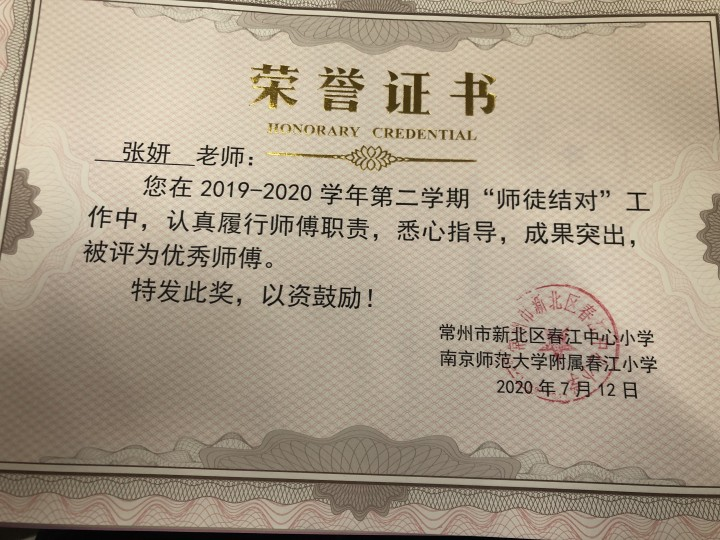 荣誉证书
HONORARY CREDENTIAL
张妍 老师：
您在 2019-2020 学年第二学期“师徒结对”工
作中，认真履行师傅职责，悉心指导，成果突出，
被评为优秀师傅。
特发此奖，以资鼓励！
常州市新北区春江中心小学
南京师范大学附属春江小学
2020 年 7 月 12 日